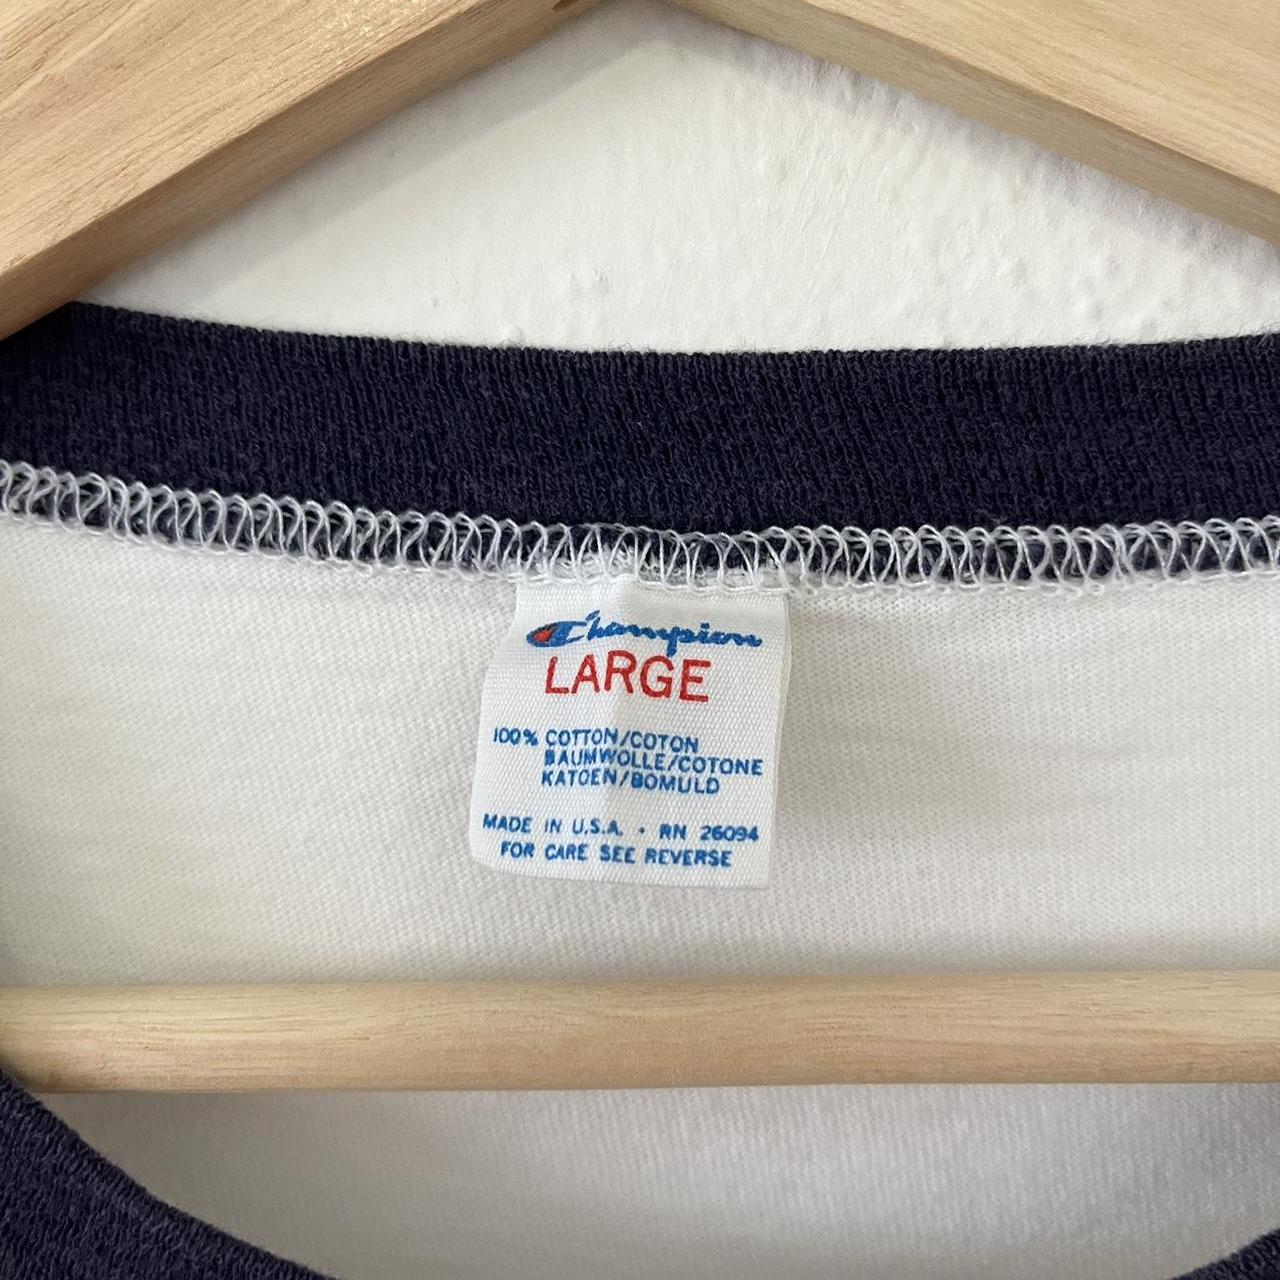 Champion
LARGE
100% COTTON/COTON
BAUMWOLLE/COTONE
KATOEN/BOMULD
MADE IN U.S.A. • RN 26094
FOR CARE SEE REVERSE